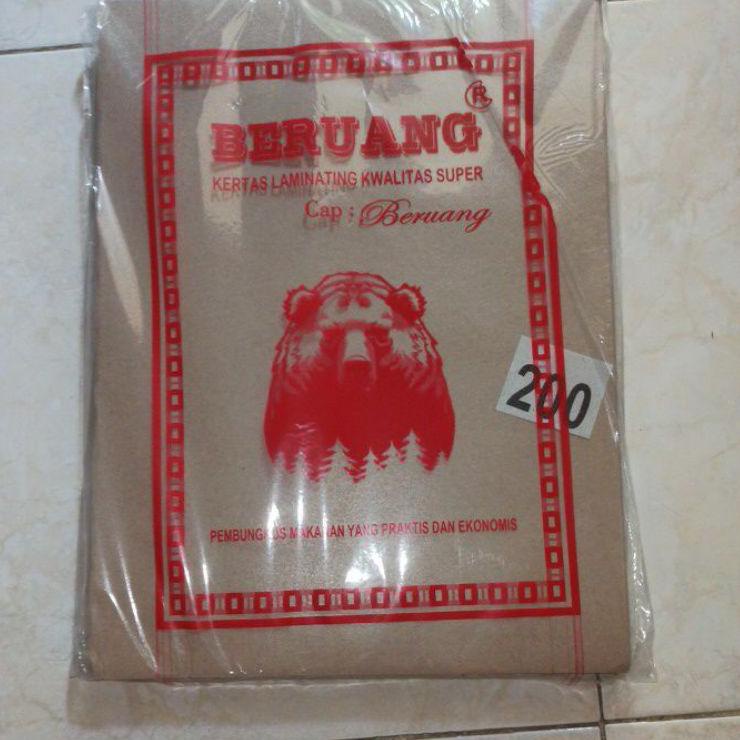 R
BERUANG
KERTAS LAMINATING KWALITAS SUPER
Cap : Beruang
200
PEMBUNGKUS MAKANAN YANG PRAKTIS DAN EKONOMIS